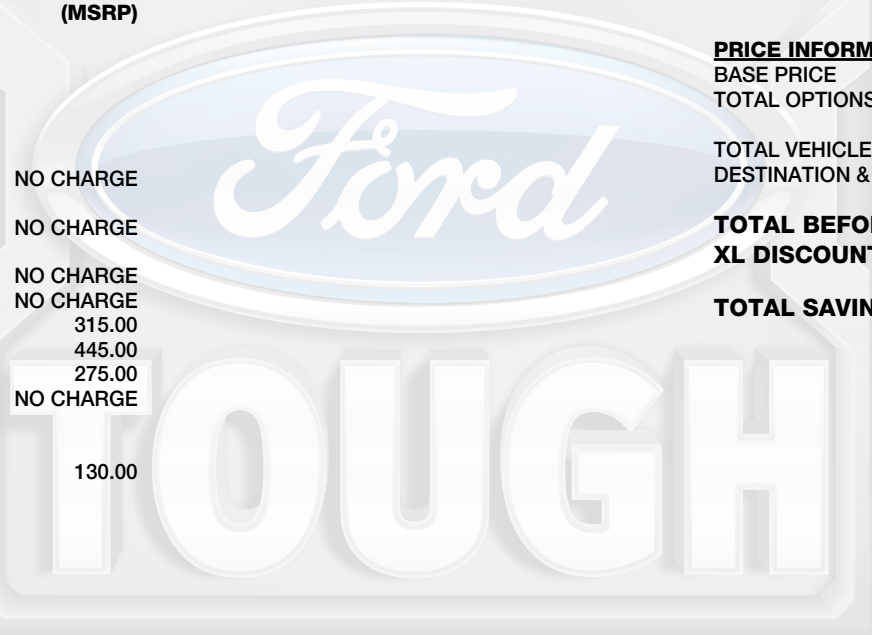 (MSRP)
NO CHARGE
NO CHARGE
NO CHARGE
NO CHARGE
315.00
445.00
275.00
NO CHARGE
130.00
PRICE INFORM
BASE PRICE
TOTAL OPTIONS
TOTAL VEHICLE
DESTINATION &
TOTAL BEFO
XL DISCOUNT
TOTAL SAVIN
Ford
TOUGH